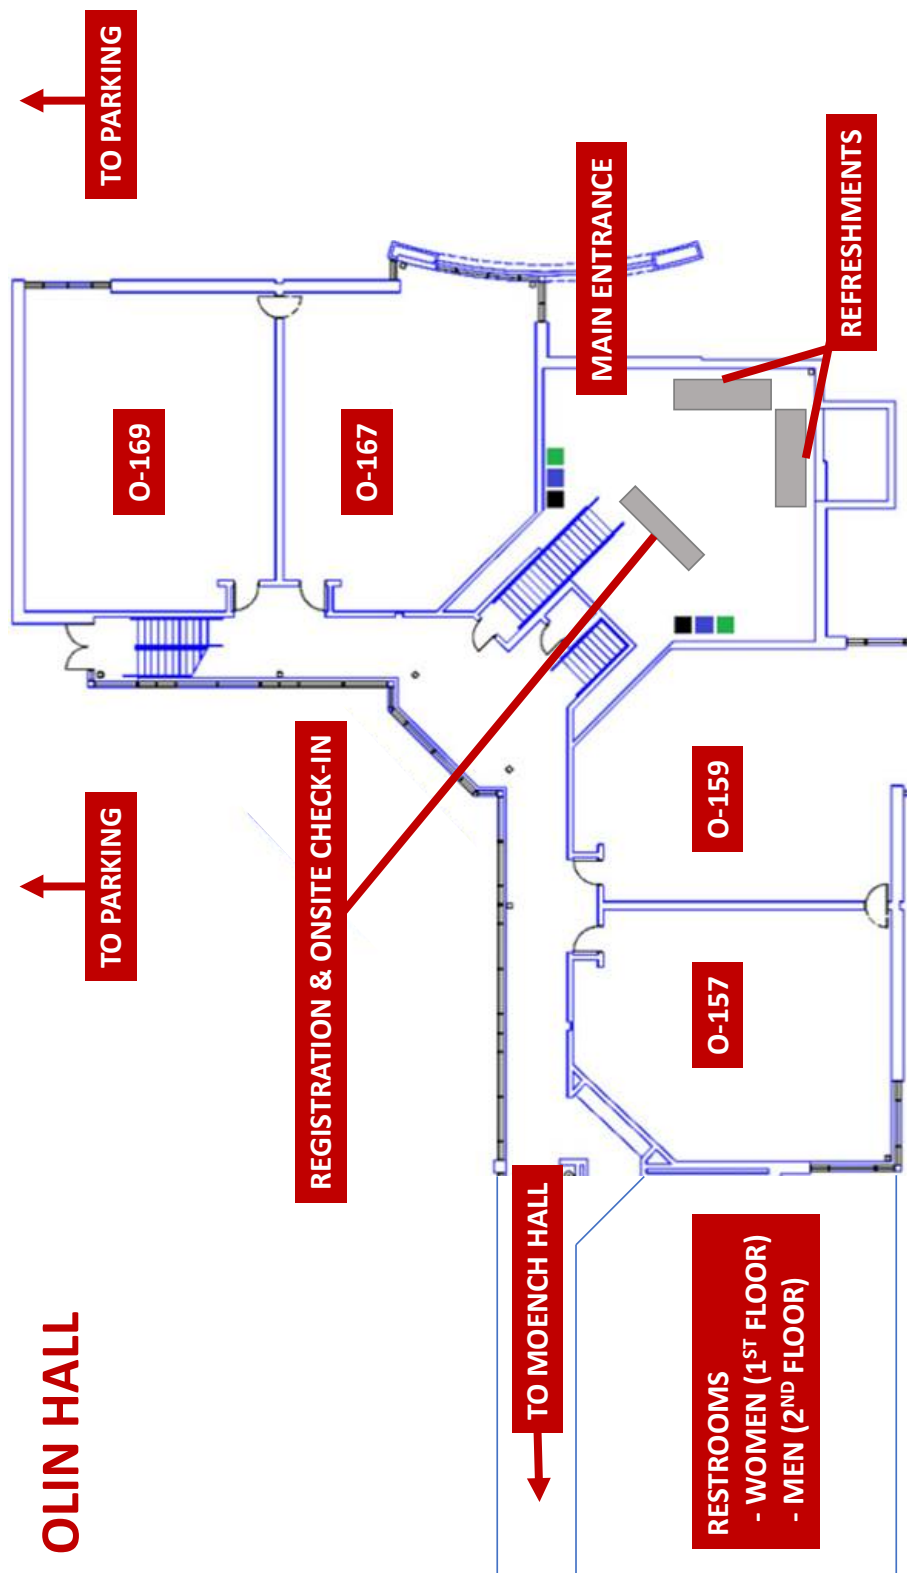 OLIN HALL
TO PARKING
TO PARKING
REGISTRATION & ONSITE CHECK-IN
O-169
O-167
MAIN ENTRANCE
REFRESHMENTS
TO MOENCH HALL
O-157
O-159
RESTROOMS
- WOMEN (1ST FLOOR)
- MEN (2ND FLOOR)